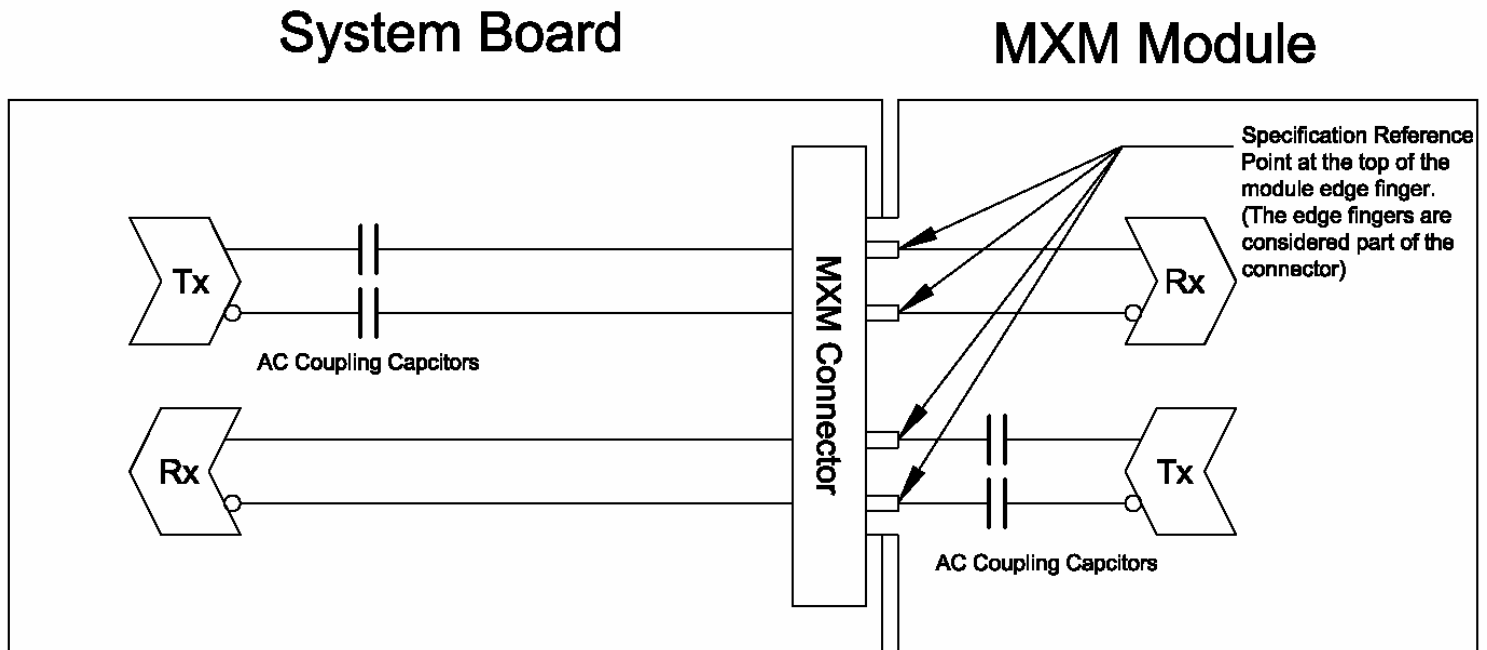 System Board
MXM Module
Specification Reference
Point at the top of the
module edge finger.
(The edge fingers are
considered part of the
connector)
Tx
Rx
MXM Connector
AC Coupling Capcitors
Rx
Tx
AC Coupling Capcitors